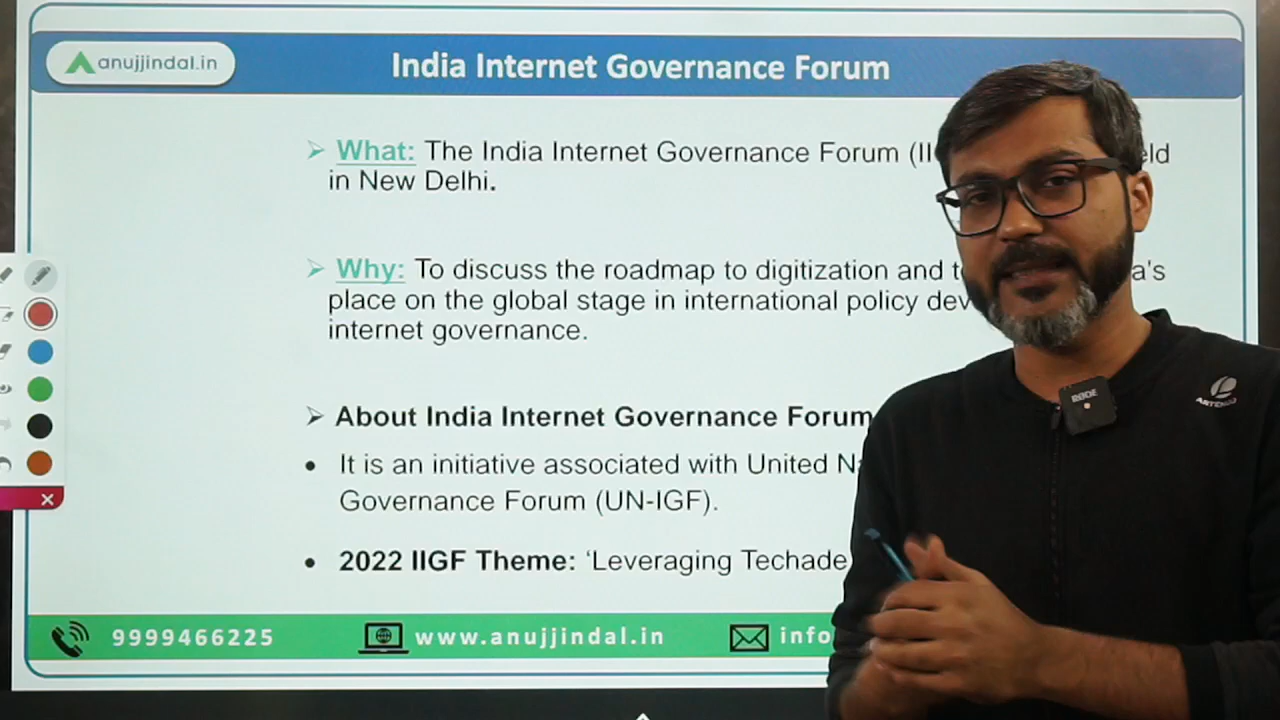 anujjindal.in
India Internet Governance Forum
What: The India Internet Governance Forum
in New Delhi.
Why: To discuss the roadmap to digitization and
place on the global stage in international policy
internet governance.
About India Internet Governance Forum
It is an initiative associated with United
Governance Forum (UN-IGF).
2022 IIGF Theme: ‘Leveraging Techade
9999466225
www.anujjindal.in
info
RØDE
ARTENGO